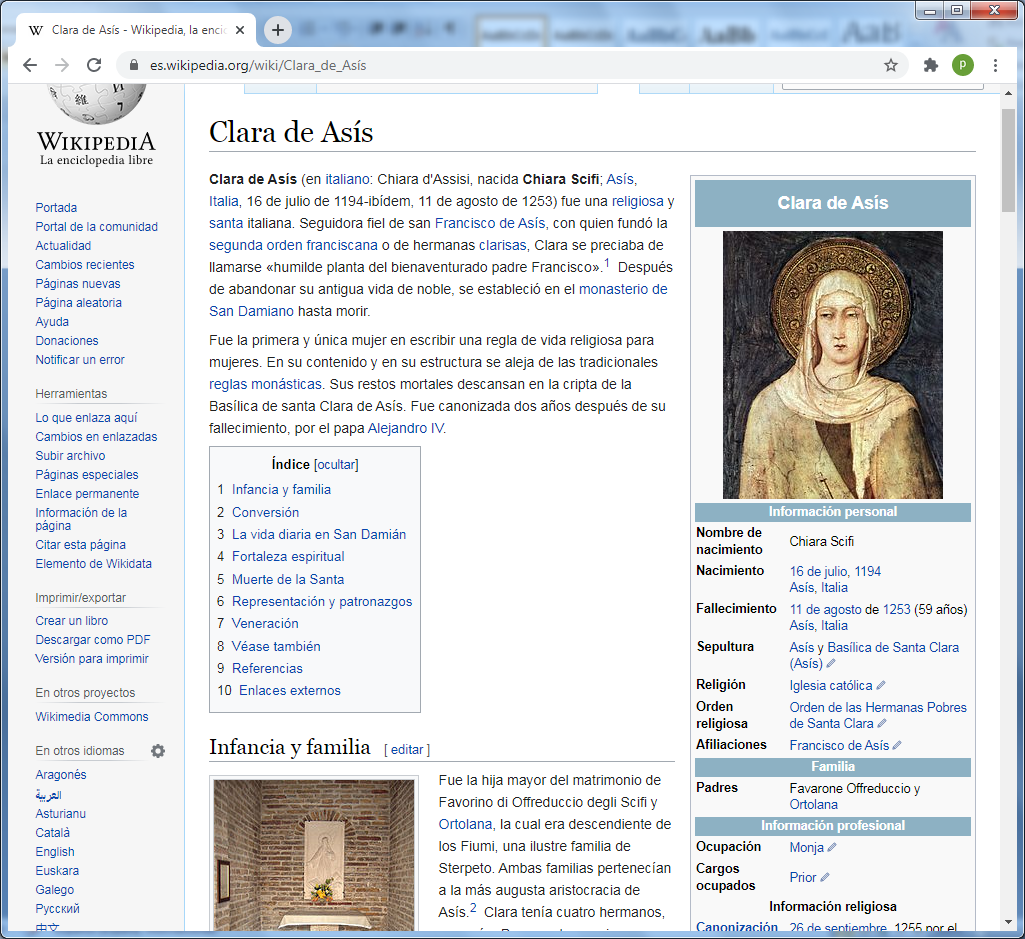 Clara de Asís - Wikipedia, la enci
es.wikipedia.org/wiki/Clara_de_Asís
P
WIKIPEDIA
La enciclopedia libre
Portada
Portal de la comunidad
Actualidad
Cambios recientes
Páginas nuevas
Página aleatoria
Ayuda
Donaciones
Notificar un error
Herramientas
Lo que enlaza aquí
Cambios en enlazadas
Subir archivo
Páginas especiales
Enlace permanente
Información de la
página
Citar esta página
Elemento de Wikidata
Imprimir/exportar
Crear un libro
Descargar como PDF
Versión para imprimir
En otros proyectos
Wikimedia Commons
En otros idiomas
Aragonés
العربية
Asturianu
Català
English
Euskara
Galego
Русский
中文
Clara de Asís
Clara de Asís (en italiano: Chiara d'Assisi, nacida Chiara Scifi; Asís,
Italia, 16 de julio de 1194-ibídem, 11 de agosto de 1253) fue una religiosa y
santa italiana. Seguidora fiel de san Francisco de Asís, con quien fundó la
segunda orden franciscana o de hermanas clarisas, Clara se preciaba de
llamarse «humilde planta del bienaventurado padre Francisco».1 Después
de abandonar su antigua vida de noble, se estableció en el monasterio de
San Damiano hasta morir.
Fue la primera y única mujer en escribir una regla de vida religiosa para
mujeres. En su contenido y en su estructura se aleja de las tradicionales
reglas monásticas. Sus restos mortales descansan en la cripta de la
Basílica de santa Clara de Asís. Fue canonizada dos años después de su
fallecimiento, por el papa Alejandro IV.
Índice [ocultar]
1 Infancia y familia
2 Conversión
3 La vida diaria en San Damián
4 Fortaleza espiritual
5 Muerte de la Santa
6 Representación y patronazgos
7 Veneración
8 Véase también
9 Referencias
10 Enlaces externos
Infancia y familia [ editar ]
Fue la hija mayor del matrimonio de
Favorino di Offreduccio degli Scifi y
Ortolana, la cual era descendiente de
los Fiumi, una ilustre familia de
Sterpeto. Ambas familias pertenecían
a la más augusta aristocracia de
Asís.2 Clara tenía cuatro hermanos,
Clara de Asís
Información personal
Nombre de
nacimiento
Chiara Scifi
Nacimiento
16 de julio, 1194
Asís, Italia
Fallecimiento
11 de agosto de 1253 (59 años)
Asís, Italia
Sepultura
Asís y Basílica de Santa Clara
(Asís)
Religión
Iglesia católica
Orden
religiosa
Orden de las Hermanas Pobres
de Santa Clara
Afiliaciones
Francisco de Asís
Familia
Padres
Favarone Offreduccio y
Ortolana
Información profesional
Ocupación
Monja
Cargos
ocupados
Prior
Información religiosa
Canonización
26 de septiembre, 1255 por el